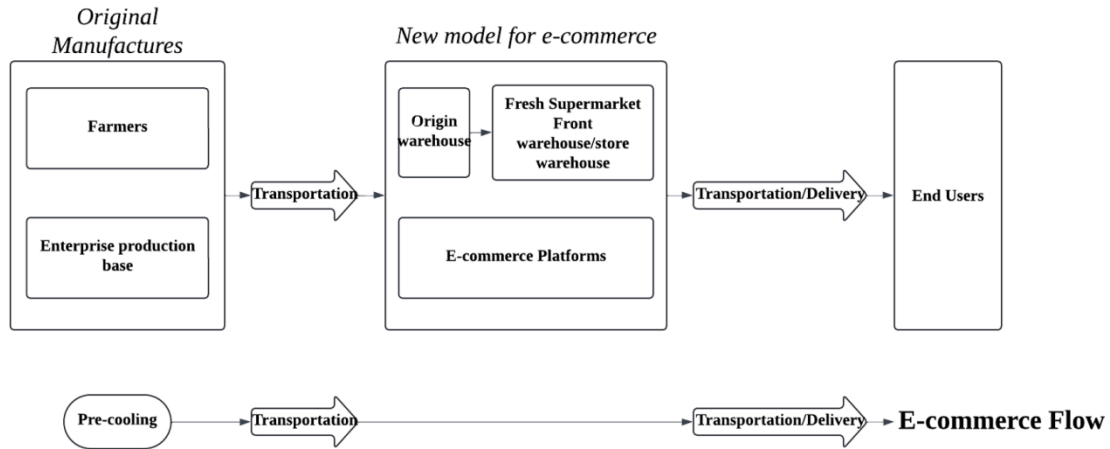 Original
Manufactures
New model for e-commerce
Farmers
Enterprise production
base
Transportation
Origin
warehouse
Fresh Supermarket
Front
warehouse/store
warehouse
E-commerce Platforms
Transportation/Delivery
End Users
Pre-cooling
Transportation
Transportation/Delivery
E-commerce Flow